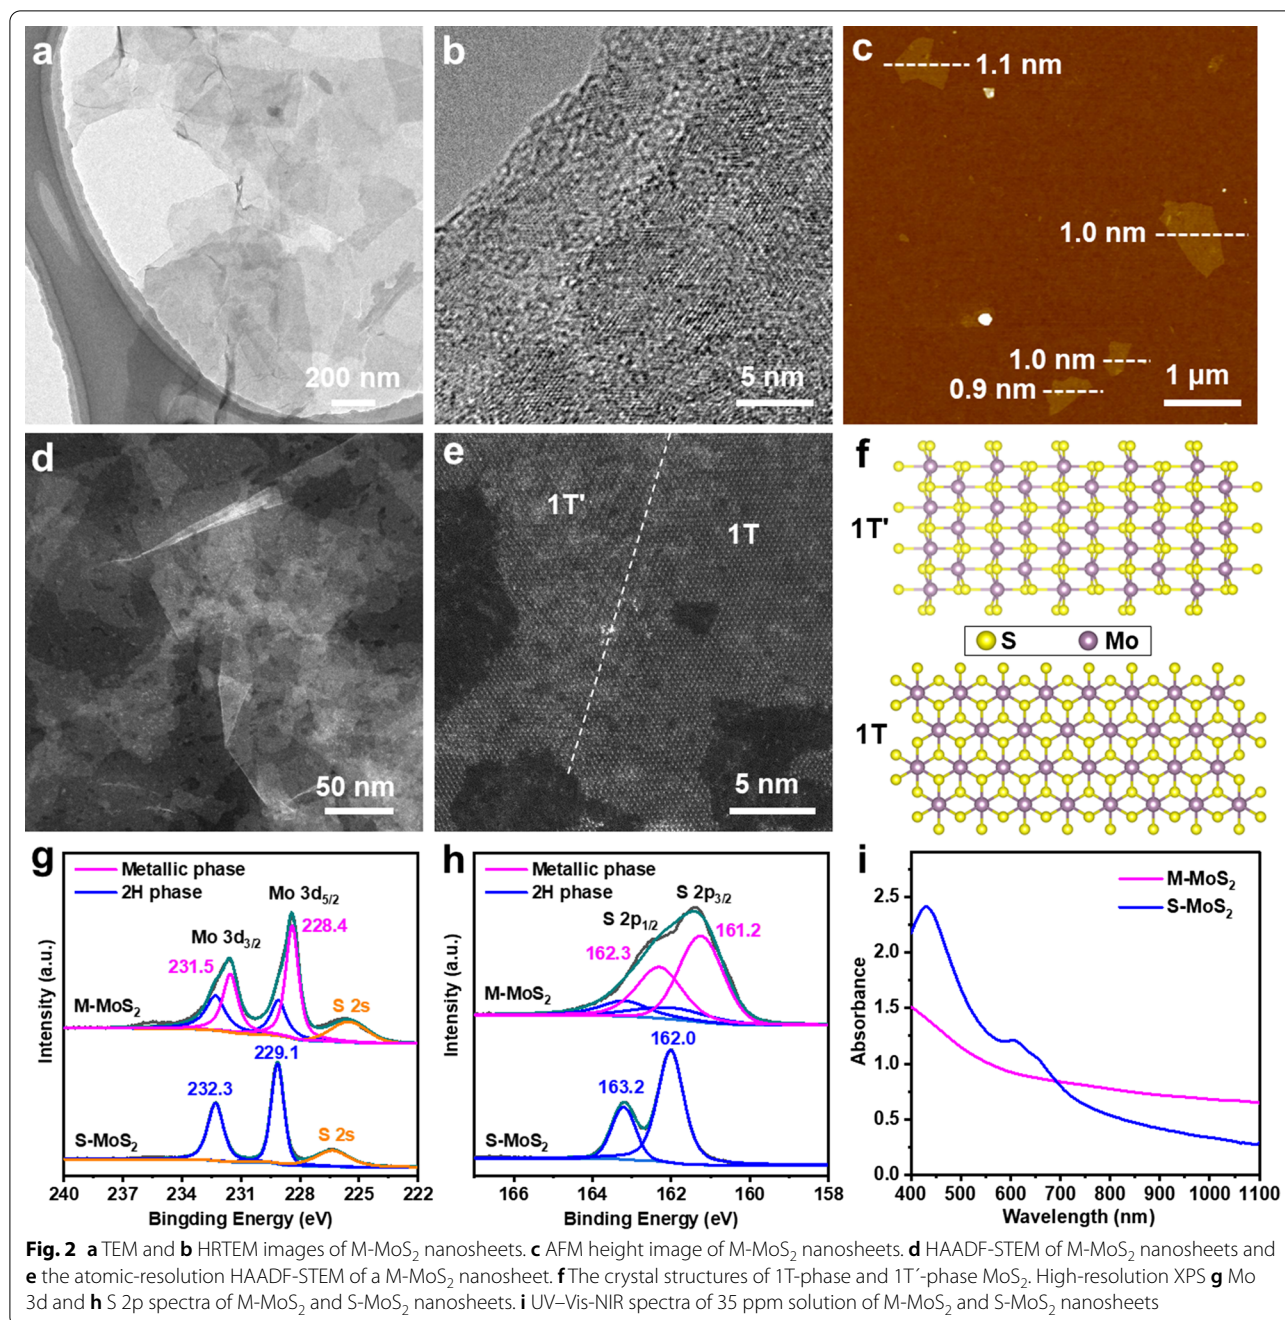 a
200 nm
b
5 nm
c
1.1 nm
1.0 nm
1.0 nm
0.9 nm
1 μm
d
50 nm
e
1T'
1T
5 nm
f
1T'
S Mo
1T
g
Metallic phase
2H phase
Mo 3d5/2
228.4
Mo 3d3/2
231.5
S 2s
M-MoS2
229.1
232.3
S 2s
S-MoS2
Intensity (a.u.)
240 237 234 231 228 225 222
Bingding Energy (eV)
h
Metallic phase
2H phase
S 2p3/2
S 2p1/2
161.2
162.3
M-MoS2
162.0
163.2
S-MoS2
Intensity (a.u.)
166 164 162 160 158
Binding Energy (eV)
i
M-MoS2
S-MoS2
2.5
2.0
1.5
1.0
0.5
0.0
Absorbance
400 500 600 700 800 900 1000 1100
Wavelength (nm)
Fig. 2 a TEM and b HRTEM images of M-MoS2 nanosheets. c AFM height image of M-MoS2 nanosheets. d HAADF-STEM of M-MoS2 nanosheets and
e the atomic-resolution HAADF-STEM of a M-MoS2 nanosheet. f The crystal structures of 1T-phase and 1T´-phase MoS2. High-resolution XPS g Mo
3d and h S 2p spectra of M-MoS2 and S-MoS2 nanosheets. i UV–Vis-NIR spectra of 35 ppm solution of M-MoS2 and S-MoS2 nanosheets